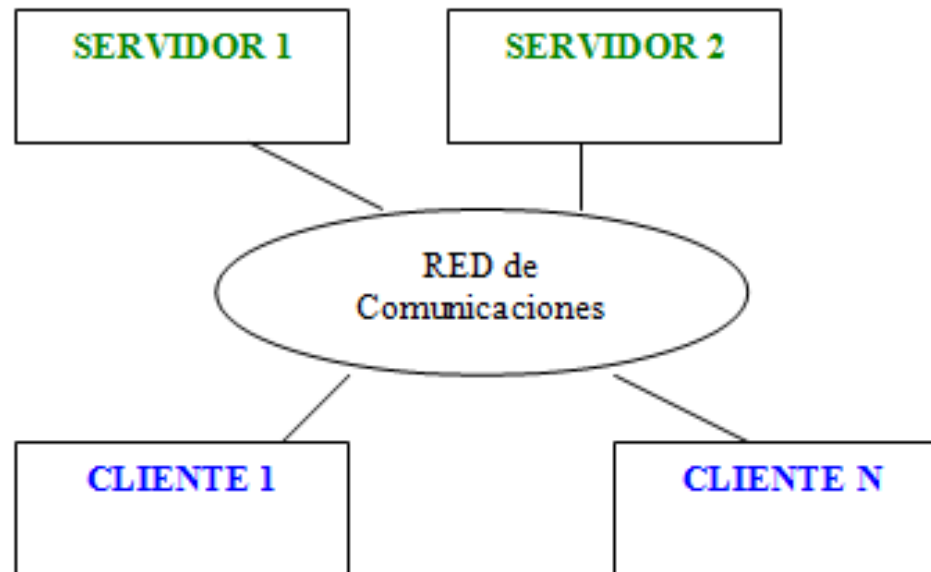 SERVIDOR 1
SERVIDOR 2
RED de
Comunicaciones
CLIENTE 1
CLIENTE N